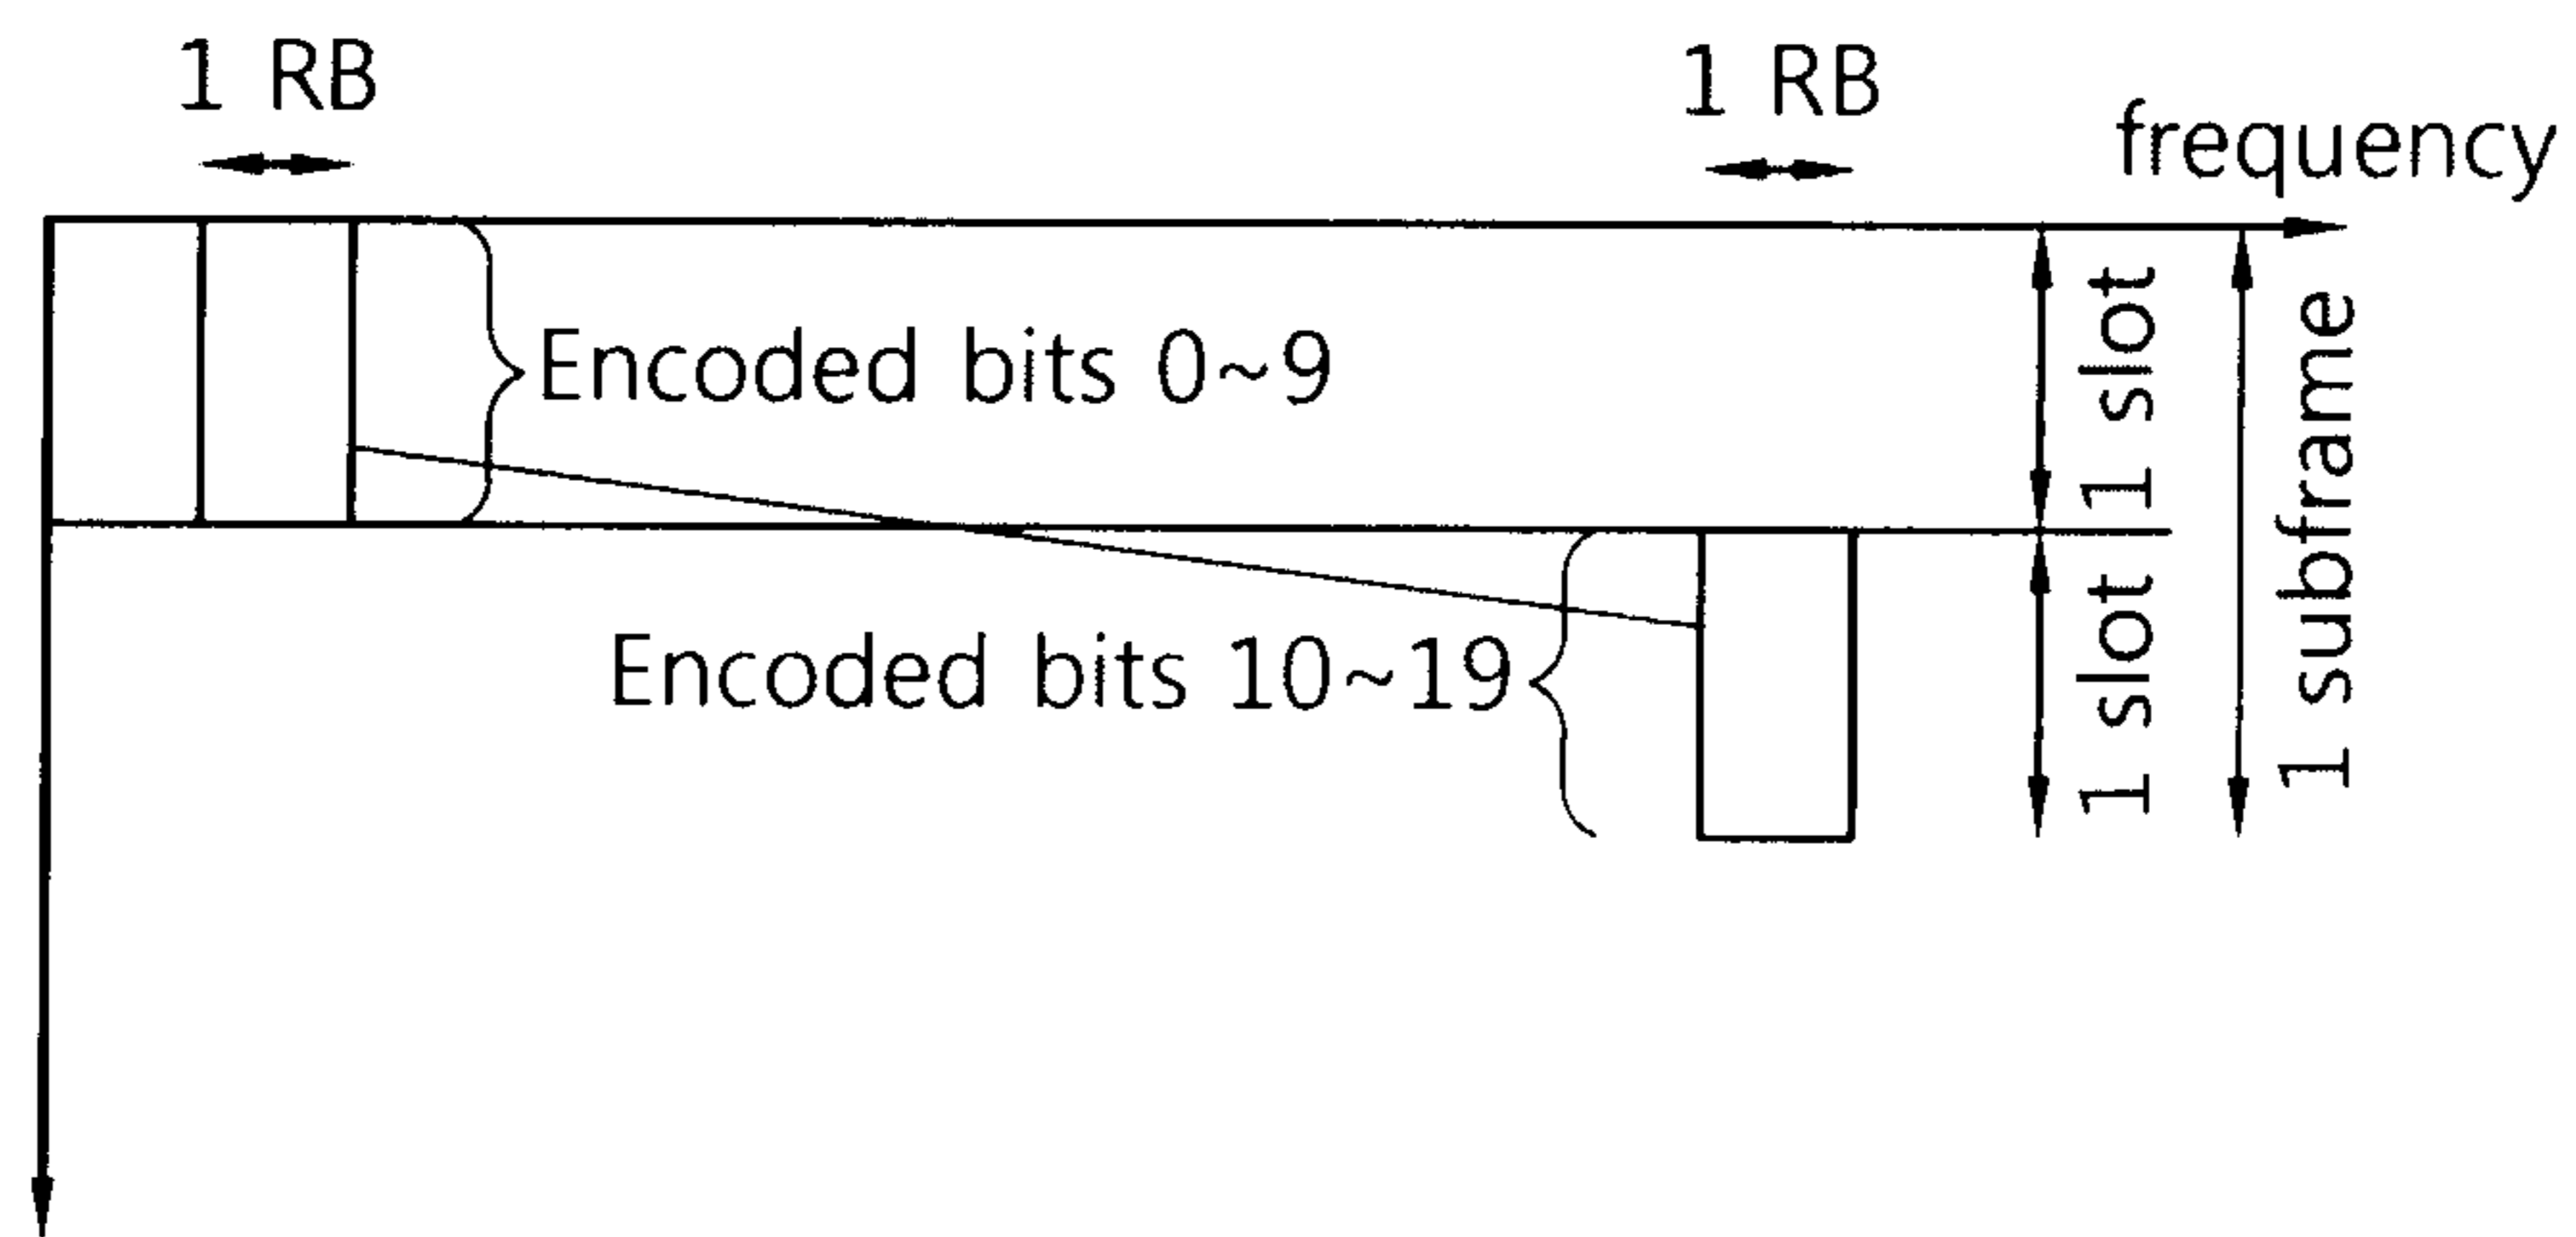 1 RB
1 RB
frequency
Encoded bits 0~9
1 slot
1 subframe
Encoded bits 10~19
1 slot